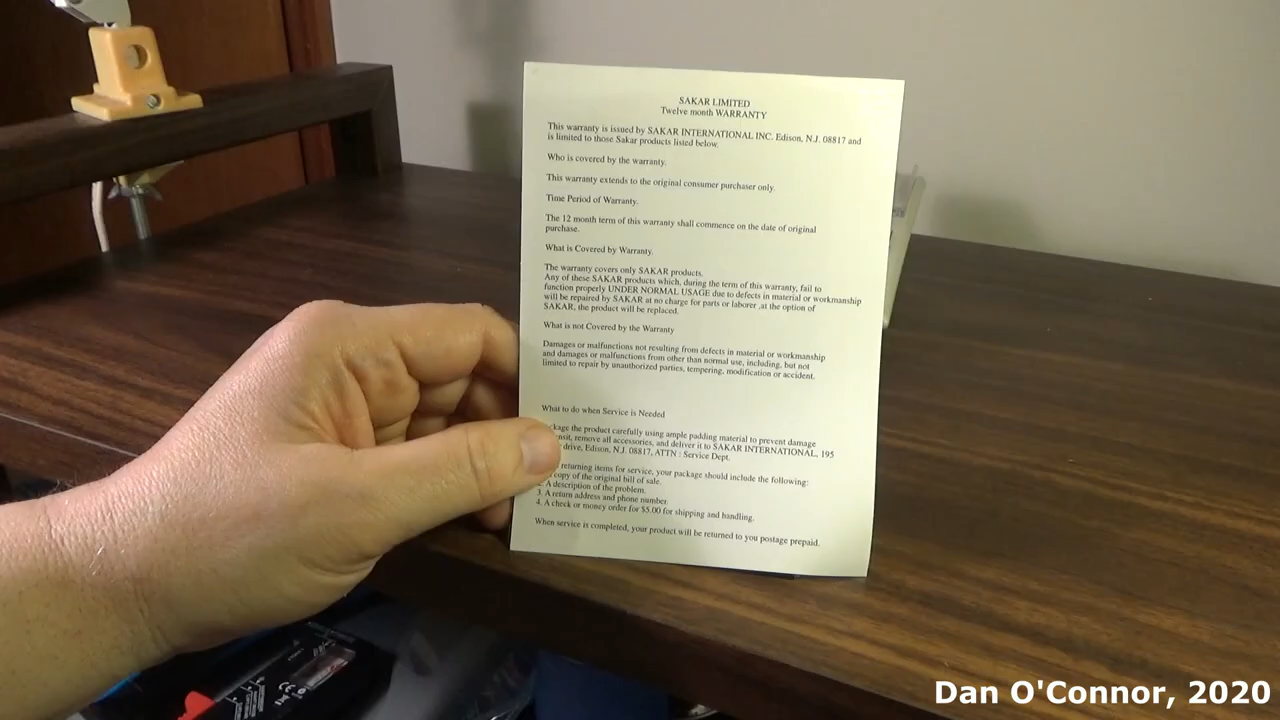 SAKAR LIMITED
Twelve month WARRANTY
This warranty is issued by SAKAR INTERNATIONAL INC. Edison, N.J. 08817 and
is limited to those Sakar products listed below.
Who is covered by the warranty.
This warranty extends to the original consumer purchaser only.
Time Period of Warranty.
The 12 month term of this warranty shall commence on the date of original
purchase.
What is Covered by Warranty.
The warranty covers only SAKAR products.
Any of these SAKAR products which, during the term of this warranty, fail to
function properly UNDER NORMAL USAGE due to defects in material or workmanship
will be repaired by SAKAR at no charge for parts or laborer ,at the option of
SAKAR, the product will be replaced.
What is not Covered by the Warranty
Damages or malfunctions not resulting from defects in material or workmanship
and damages or malfunctions from other than normal use, including, but not
limited to repair by unauthorized parties, tempering, modification or accident.
What to do when Service is Needed
the product carefully using ample padding material to prevent damage
remove all accessories, and deliver it to SAKAR INTERNATIONAL, 195
drive, Edison, N.J. 08817, ATTN : Service Dept.
returning items for service, your package should include the following:
copy of the original bill of sale.
A description of the problem.
3. A return address and phone number.
4. A check or money order for $5.00 for shipping and handling.
When service is completed, your product will be returned to you postage prepaid.
Dan O'Connor, 2020